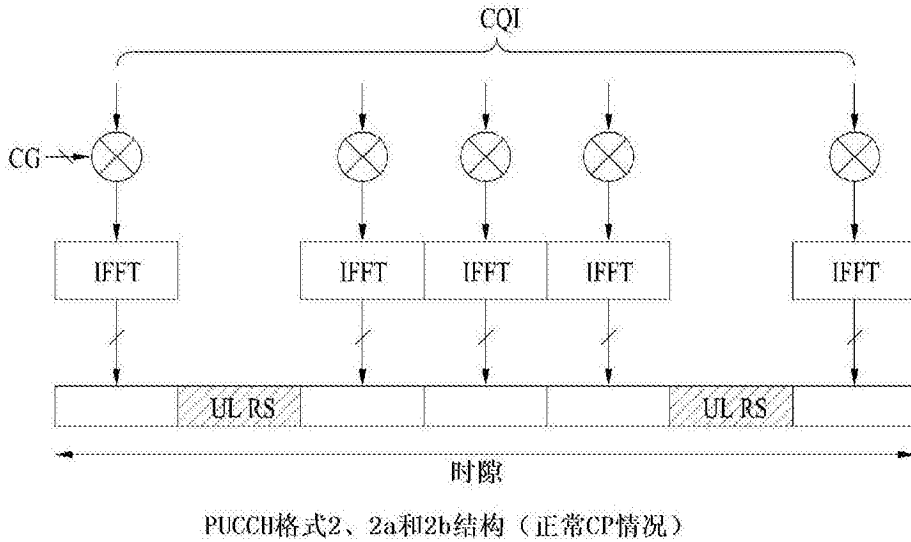 CQI
CG
IFFT IFFT IFFT IFFT IFFT
UL RS UL RS
时隙
PUCCH格式2、2a和2b结构（正常CP情况）